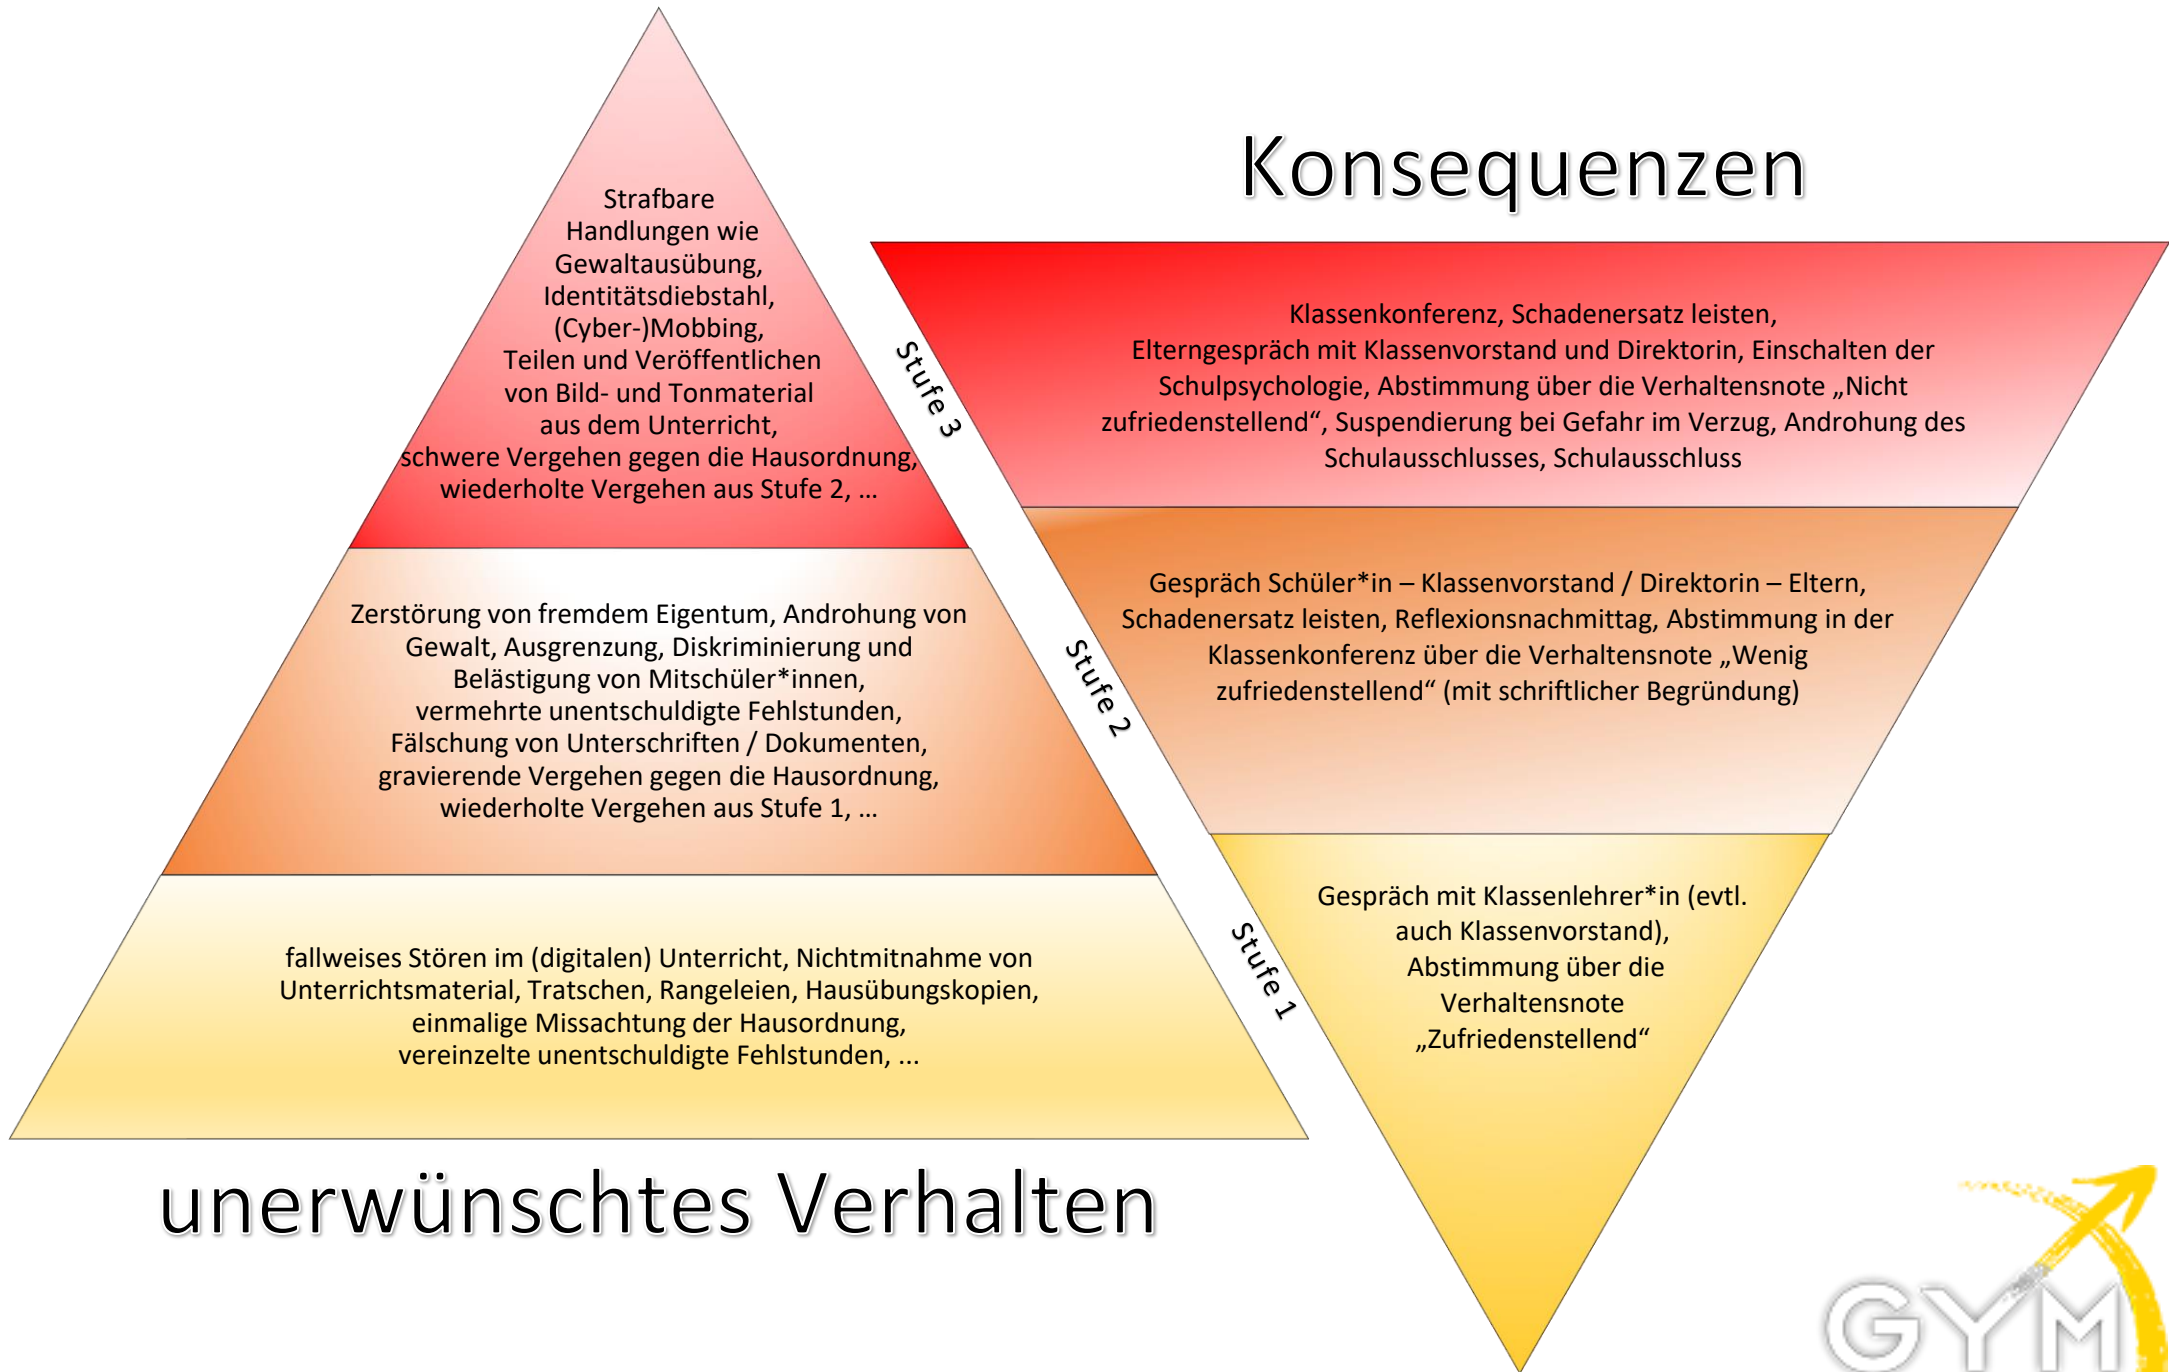 Strafbare
Handlungen wie
Gewaltausübung,
Identitätsdiebstahl,
(Cyber-)Mobbing,
Teilen und Veröffentlichen
von Bild- und Tonmaterial
aus dem Unterricht,
schwere Vergehen gegen die Hausordnung,
wiederholte Vergehen aus Stufe 2, …
Zerstörung von fremdem Eigentum, Androhung von
Gewalt, Ausgrenzung, Diskriminierung und
Belästigung von Mitschüler*innen,
vermehrte unentschuldigte Fehlstunden,
Fälschung von Unterschriften / Dokumenten,
gravierende Vergehen gegen die Hausordnung,
wiederholte Vergehen aus Stufe 1, …
fallweises Stören im (digitalen) Unterricht, Nichtmitnahme von
Unterrichtsmaterial, Tratschen, Rangeleien, Hausübungskopien,
einmalige Missachtung der Hausordnung,
vereinzelte unentschuldigte Fehlstunden, ...
unerwünschtes Verhalten
Stufe 3
Stufe 2
Stufe 1
Konsequenzen
Klassenkonferenz, Schadenersatz leisten,
Elterngespräch mit Klassenvorstand und Direktorin, Einschalten der
Schulpsychologie, Abstimmung über die Verhaltensnote „Nicht
zufriedenstellend“, Suspendierung bei Gefahr im Verzug, Androhung des
Schulausschlusses, Schulausschluss
Gespräch Schüler*in – Klassenvorstand / Direktorin – Eltern,
Schadenersatz leisten, Reflexionsnachmittag, Abstimmung in der
Klassenkonferenz über die Verhaltensnote „Wenig
zufriedenstellend“ (mit schriftlicher Begründung)
Gespräch mit Klassenlehrer*in (evtl.
auch Klassenvorstand),
Abstimmung über die
Verhaltensnote
„Zufriedenstellend“
GYM